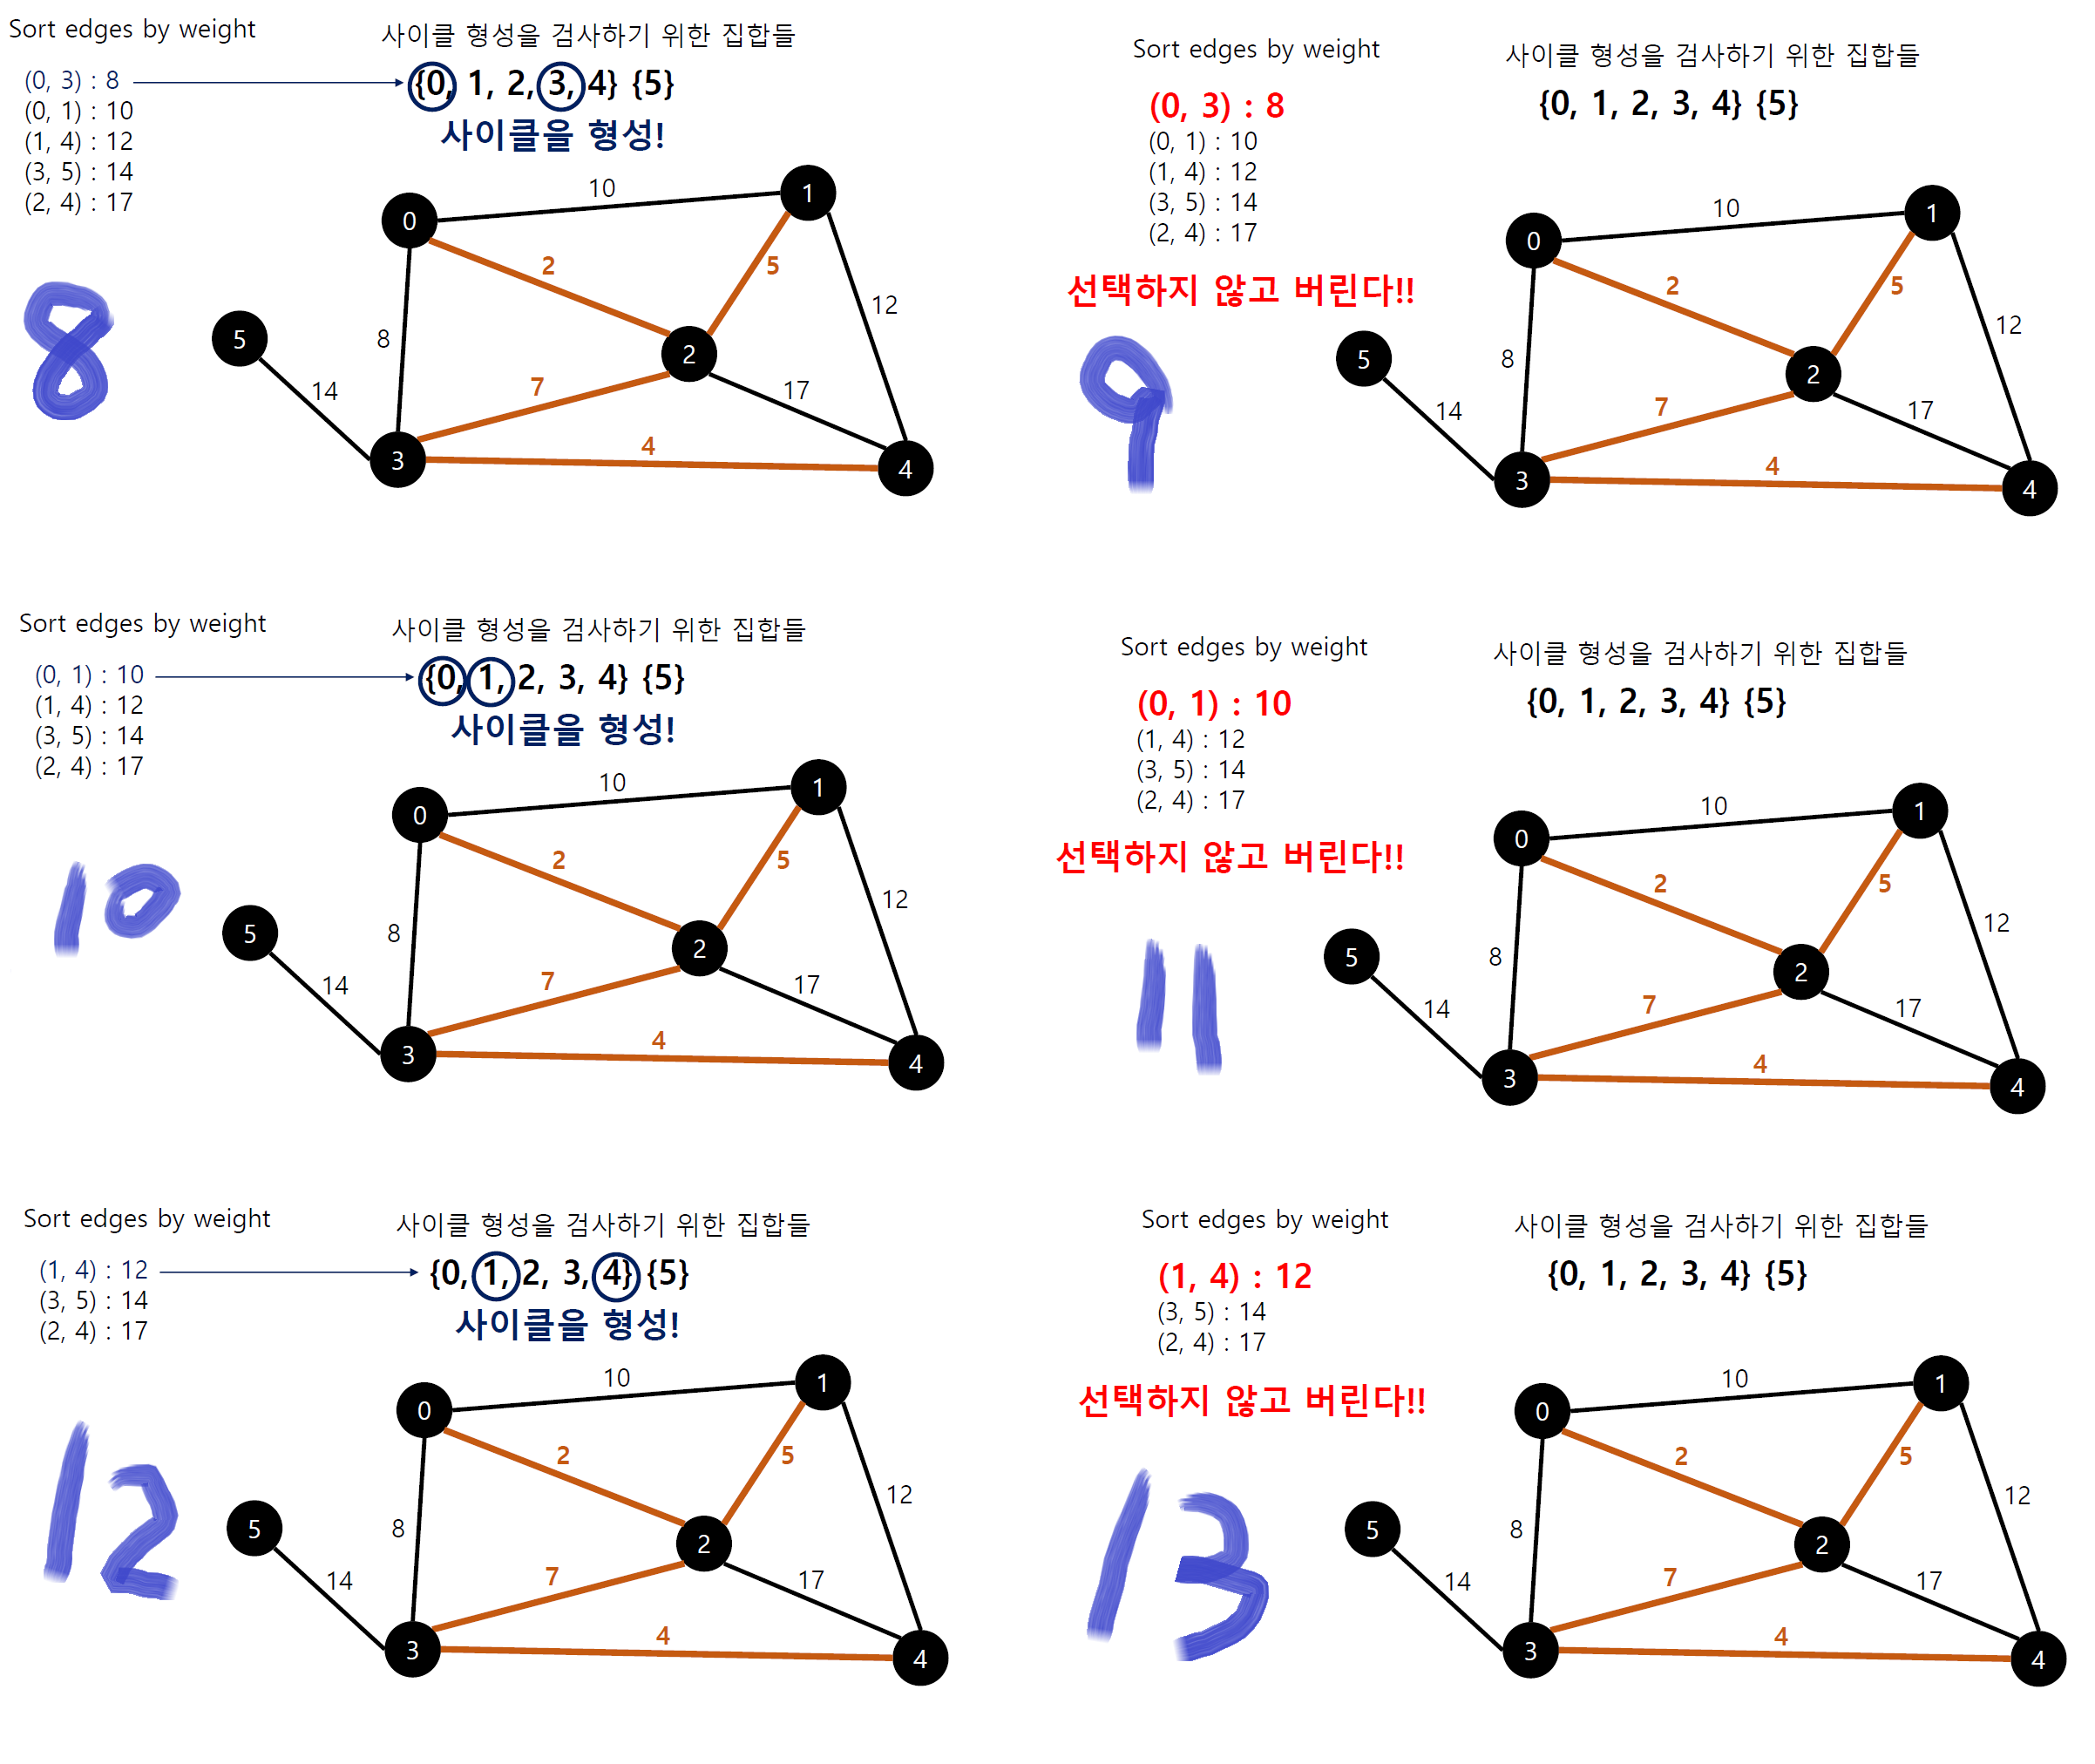 Sort edges by weight
사이클 형성을 검사하기 위한 집합들
(0, 3) : 8
(0, 1) : 10
(1, 4) : 12
(3, 5) : 14
(2, 4) : 17
{0, 1, 2, 3, 4} {5}
사이클을 형성!
8
0
1
2
3
4
5
10
2
5
12
8
14
7
17
4
Sort edges by weight
사이클 형성을 검사하기 위한 집합들
(0, 3) : 8
(0, 1) : 10
(1, 4) : 12
(3, 5) : 14
(2, 4) : 17
{0, 1, 2, 3, 4} {5}
선택하지 않고 버린다!!
9
0
1
2
3
4
5
10
2
5
12
8
14
7
17
4
Sort edges by weight
사이클 형성을 검사하기 위한 집합들
(0, 1) : 10
(1, 4) : 12
(3, 5) : 14
(2, 4) : 17
{0, 1, 2, 3, 4} {5}
사이클을 형성!
10
0
1
2
3
4
5
10
2
5
12
8
14
7
17
4
Sort edges by weight
사이클 형성을 검사하기 위한 집합들
(0, 1) : 10
(1, 4) : 12
(3, 5) : 14
(2, 4) : 17
{0, 1, 2, 3, 4} {5}
선택하지 않고 버린다!!
11
0
1
2
3
4
5
10
2
5
12
8
14
7
17
4
Sort edges by weight
사이클 형성을 검사하기 위한 집합들
(1, 4) : 12
(3, 5) : 14
(2, 4) : 17
{0, 1, 2, 3, 4} {5}
사이클을 형성!
12
0
1
2
3
4
5
10
2
5
12
8
14
7
17
4
Sort edges by weight
사이클 형성을 검사하기 위한 집합들
(1, 4) : 12
(3, 5) : 14
(2, 4) : 17
{0, 1, 2, 3, 4} {5}
선택하지 않고 버린다!!
13
0
1
2
3
4
5
10
2
5
12
8
14
7
17
4